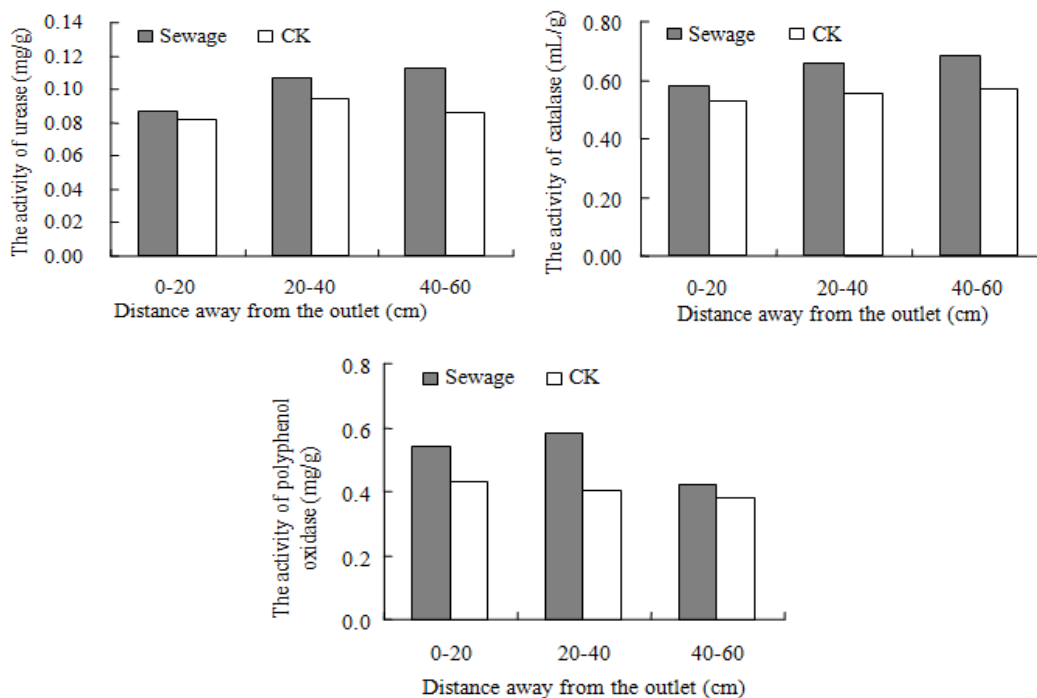 The activity of urease (mg/g)
0.14
0.12
0.10
0.08
0.06
0.04
0.02
0.00
Sewage CK
0-20 20-40 40-60
Distance away from the outlet (cm)
The activity of catalase (mL/g)
0.80
0.60
0.40
0.20
0.00
Sewage CK
0-20 20-40 40-60
Distance away from the outlet (cm)
The activity of polyphenol
oxidase (mg/g)
0.8
0.6
0.4
0.2
0.0
Sewage CK
0-20 20-40 40-60
Distance away from the outlet (cm)